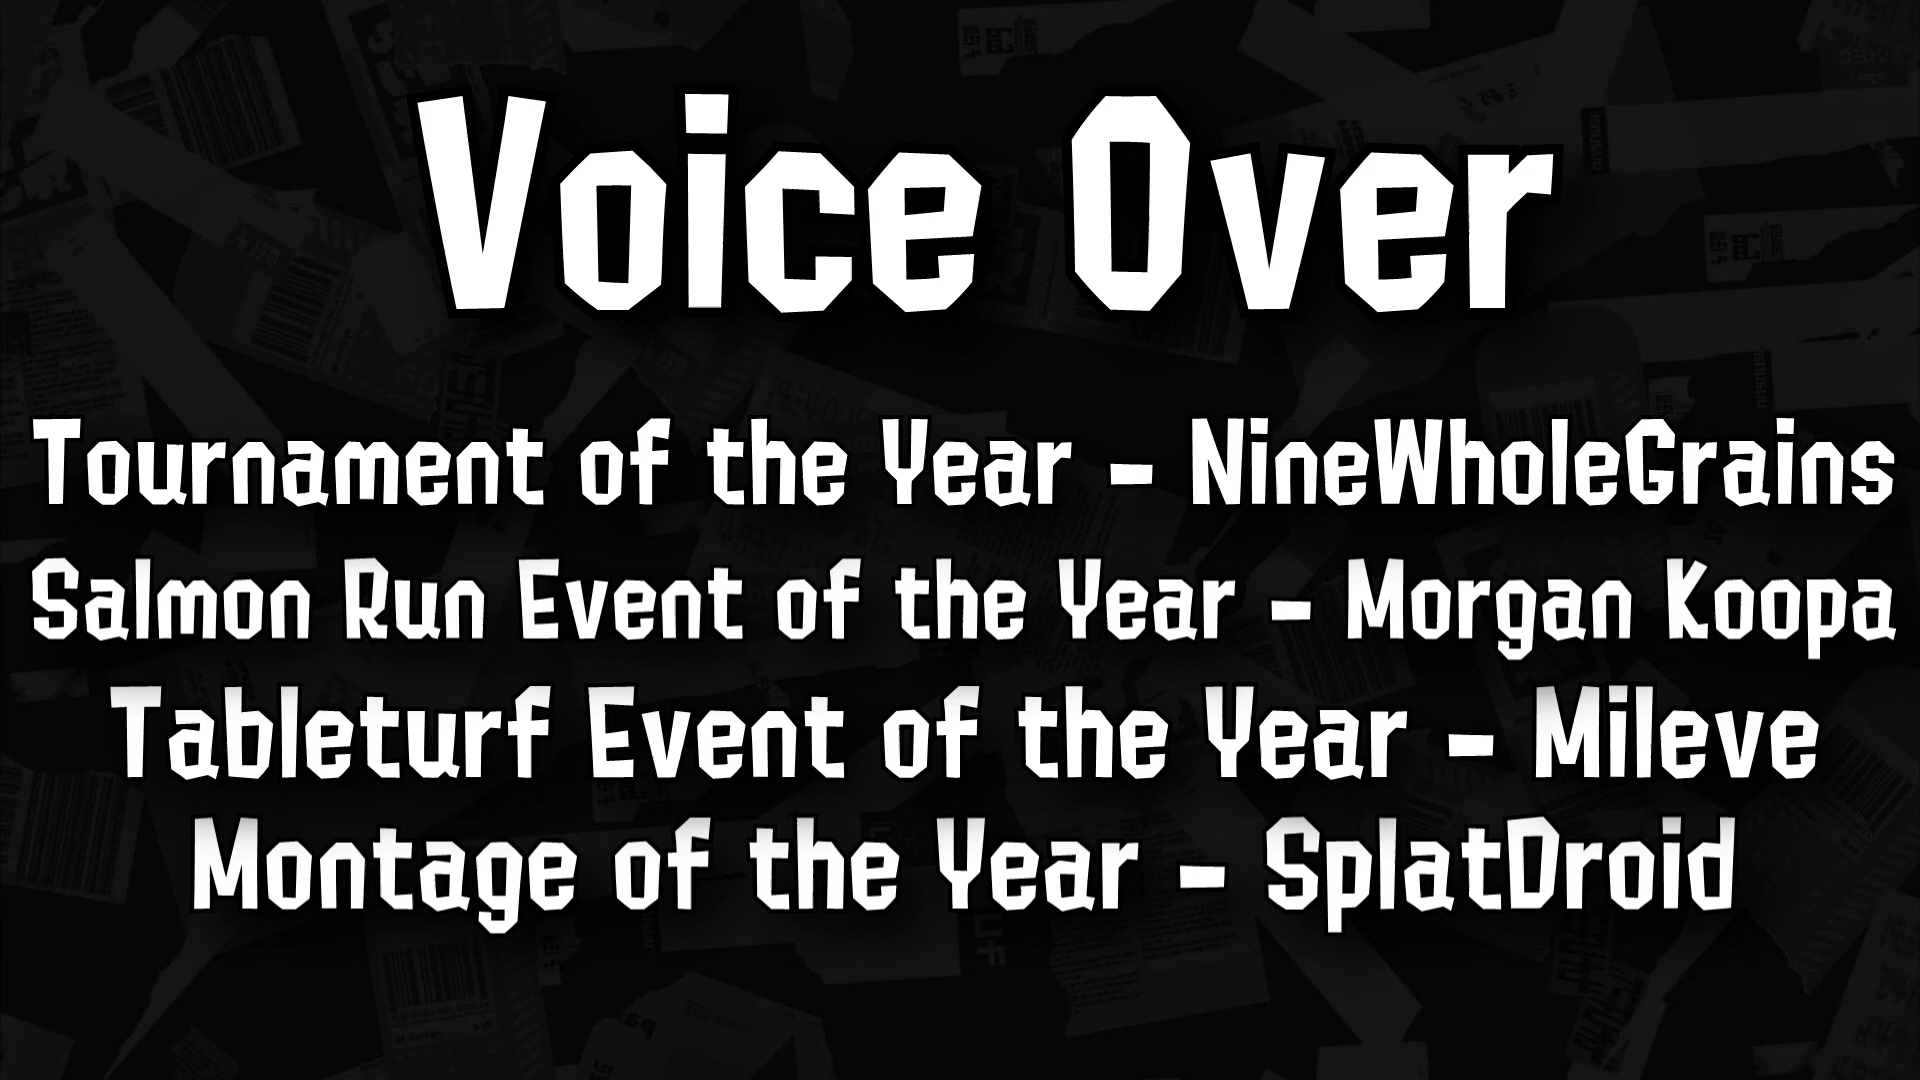 Voice Over
Tournament of the Year - NineWholeGrains
Salmon Run Event of the Year - Morgan Koopa
Tableturf Event of the Year - Mileve
Montage of the Year - SplatDroid